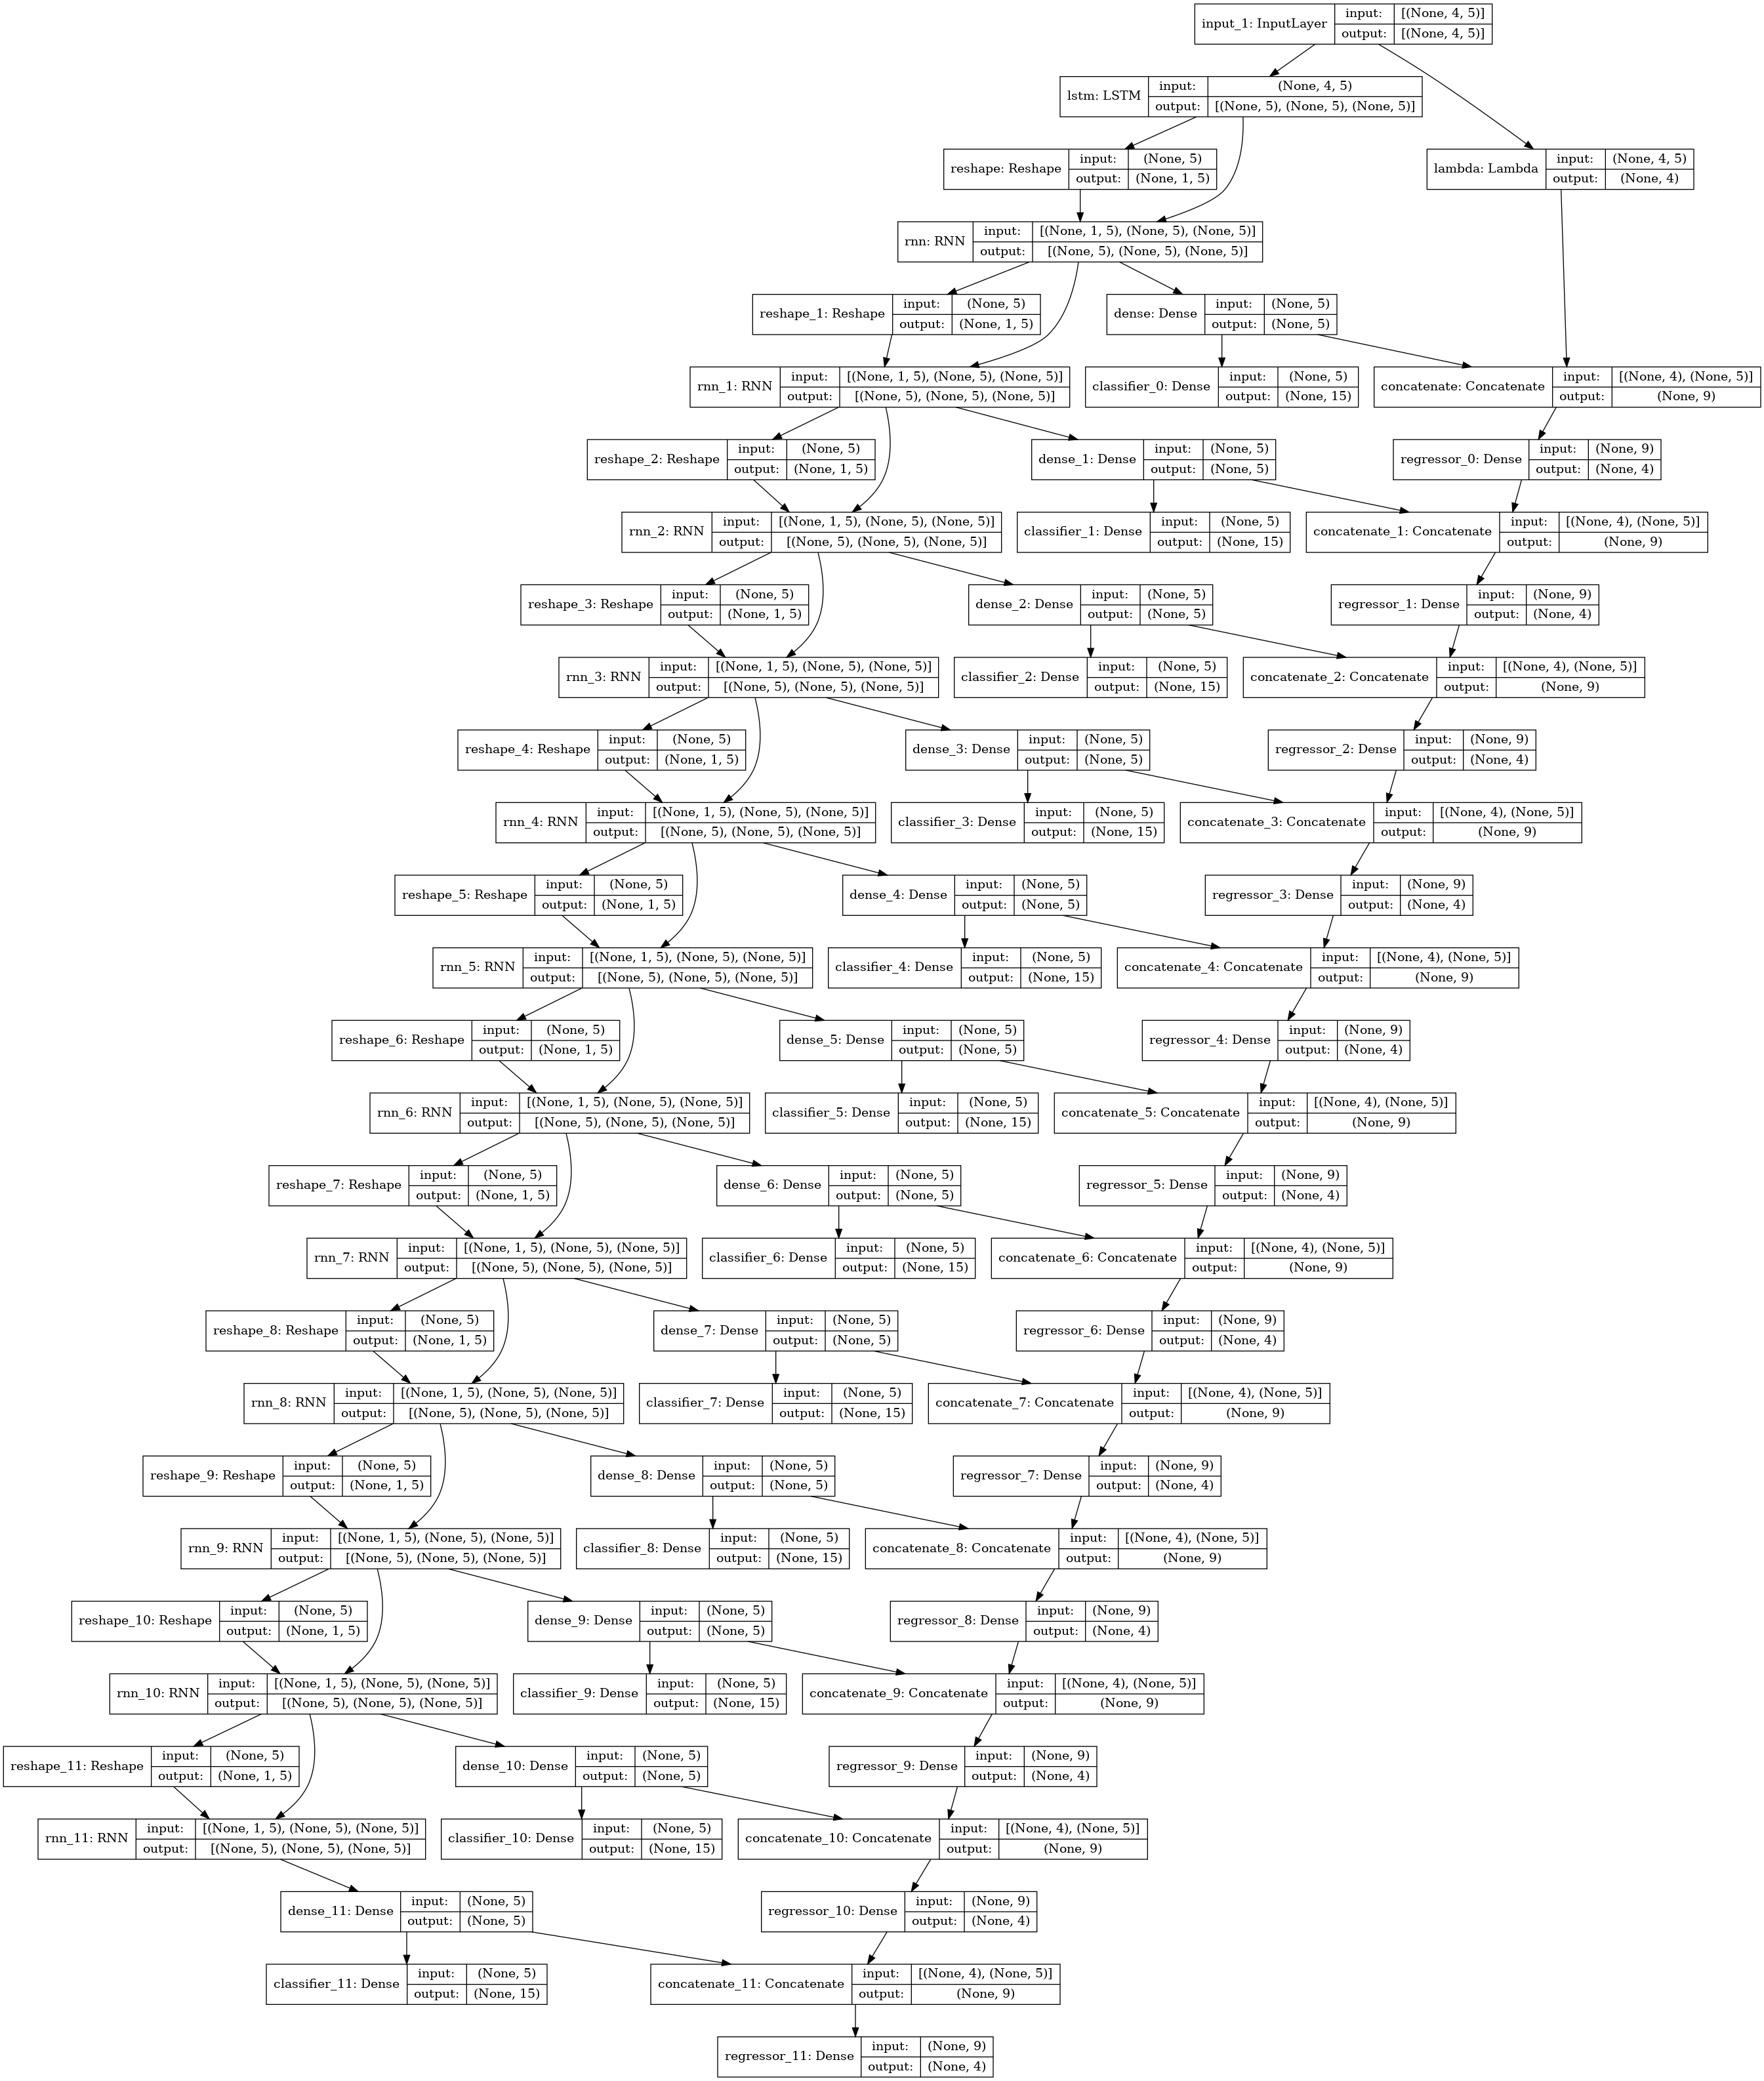 input_1: InputLayer input: [(None, 4, 5)]
output: [(None, 4, 5)]
lstm: LSTM input: (None, 4, 5)
output: [(None, 5), (None, 5), (None, 5)]
reshape: Reshape input: (None, 5)
output: (None, 1, 5)
lambda: Lambda input: (None, 4, 5)
output: (None, 4)
rnn: RNN input: [(None, 1, 5), (None, 5), (None, 5)]
output: [(None, 5), (None, 5), (None, 5)]
reshape_1: Reshape input: (None, 5)
output: (None, 1, 5)
dense: Dense input: (None, 5)
output: (None, 5)
rnn_1: RNN input: [(None, 1, 5), (None, 5), (None, 5)]
output: [(None, 5), (None, 5), (None, 5)]
classifier_0: Dense input: (None, 5)
output: (None, 15)
concatenate: Concatenate input: [(None, 4), (None, 5)]
output: (None, 9)
reshape_2: Reshape input: (None, 5)
output: (None, 1, 5)
dense_1: Dense input: (None, 5)
output: (None, 5)
regressor_0: Dense input: (None, 9)
output: (None, 4)
rnn_2: RNN input: [(None, 1, 5), (None, 5), (None, 5)]
output: [(None, 5), (None, 5), (None, 5)]
classifier_1: Dense input: (None, 5)
output: (None, 15)
concatenate_1: Concatenate input: [(None, 4), (None, 5)]
output: (None, 9)
reshape_3: Reshape input: (None, 5)
output: (None, 1, 5)
dense_2: Dense input: (None, 5)
output: (None, 5)
regressor_1: Dense input: (None, 9)
output: (None, 4)
rnn_3: RNN input: [(None, 1, 5), (None, 5), (None, 5)]
output: [(None, 5), (None, 5), (None, 5)]
classifier_2: Dense input: (None, 5)
output: (None, 15)
concatenate_2: Concatenate input: [(None, 4), (None, 5)]
output: (None, 9)
reshape_4: Reshape input: (None, 5)
output: (None, 1, 5)
dense_3: Dense input: (None, 5)
output: (None, 5)
regressor_2: Dense input: (None, 9)
output: (None, 4)
rnn_4: RNN input: [(None, 1, 5), (None, 5), (None, 5)]
output: [(None, 5), (None, 5), (None, 5)]
classifier_3: Dense input: (None, 5)
output: (None, 15)
concatenate_3: Concatenate input: [(None, 4), (None, 5)]
output: (None, 9)
reshape_5: Reshape input: (None, 5)
output: (None, 1, 5)
dense_4: Dense input: (None, 5)
output: (None, 5)
regressor_3: Dense input: (None, 9)
output: (None, 4)
rnn_5: RNN input: [(None, 1, 5), (None, 5), (None, 5)]
output: [(None, 5), (None, 5), (None, 5)]
classifier_4: Dense input: (None, 5)
output: (None, 15)
concatenate_4: Concatenate input: [(None, 4), (None, 5)]
output: (None, 9)
reshape_6: Reshape input: (None, 5)
output: (None, 1, 5)
dense_5: Dense input: (None, 5)
output: (None, 5)
regressor_4: Dense input: (None, 9)
output: (None, 4)
rnn_6: RNN input: [(None, 1, 5), (None, 5), (None, 5)]
output: [(None, 5), (None, 5), (None, 5)]
classifier_5: Dense input: (None, 5)
output: (None, 15)
concatenate_5: Concatenate input: [(None, 4), (None, 5)]
output: (None, 9)
reshape_7: Reshape input: (None, 5)
output: (None, 1, 5)
dense_6: Dense input: (None, 5)
output: (None, 5)
regressor_5: Dense input: (None, 9)
output: (None, 4)
rnn_7: RNN input: [(None, 1, 5), (None, 5), (None, 5)]
output: [(None, 5), (None, 5), (None, 5)]
classifier_6: Dense input: (None, 5)
output: (None, 15)
concatenate_6: Concatenate input: [(None, 4), (None, 5)]
output: (None, 9)
reshape_8: Reshape input: (None, 5)
output: (None, 1, 5)
dense_7: Dense input: (None, 5)
output: (None, 5)
regressor_6: Dense input: (None, 9)
output: (None, 4)
rnn_8: RNN input: [(None, 1, 5), (None, 5), (None, 5)]
output: [(None, 5), (None, 5), (None, 5)]
classifier_7: Dense input: (None, 5)
output: (None, 15)
concatenate_7: Concatenate input: [(None, 4), (None, 5)]
output: (None, 9)
reshape_9: Reshape input: (None, 5)
output: (None, 1, 5)
dense_8: Dense input: (None, 5)
output: (None, 5)
regressor_7: Dense input: (None, 9)
output: (None, 4)
rnn_9: RNN input: [(None, 1, 5), (None, 5), (None, 5)]
output: [(None, 5), (None, 5), (None, 5)]
classifier_8: Dense input: (None, 5)
output: (None, 15)
concatenate_8: Concatenate input: [(None, 4), (None, 5)]
output: (None, 9)
reshape_10: Reshape input: (None, 5)
output: (None, 1, 5)
dense_9: Dense input: (None, 5)
output: (None, 5)
regressor_8: Dense input: (None, 9)
output: (None, 4)
rnn_10: RNN input: [(None, 1, 5), (None, 5), (None, 5)]
output: [(None, 5), (None, 5), (None, 5)]
classifier_9: Dense input: (None, 5)
output: (None, 15)
concatenate_9: Concatenate input: [(None, 4), (None, 5)]
output: (None, 9)
reshape_11: Reshape input: (None, 5)
output: (None, 1, 5)
dense_10: Dense input: (None, 5)
output: (None, 5)
regressor_9: Dense input: (None, 9)
output: (None, 4)
rnn_11: RNN input: [(None, 1, 5), (None, 5), (None, 5)]
output: [(None, 5), (None, 5), (None, 5)]
classifier_10: Dense input: (None, 5)
output: (None, 15)
concatenate_10: Concatenate input: [(None, 4), (None, 5)]
output: (None, 9)
dense_11: Dense input: (None, 5)
output: (None, 5)
regressor_10: Dense input: (None, 9)
output: (None, 4)
classifier_11: Dense input: (None, 5)
output: (None, 15)
concatenate_11: Concatenate input: [(None, 4), (None, 5)]
output: (None, 9)
regressor_11: Dense input: (None, 9)
output: (None, 4)